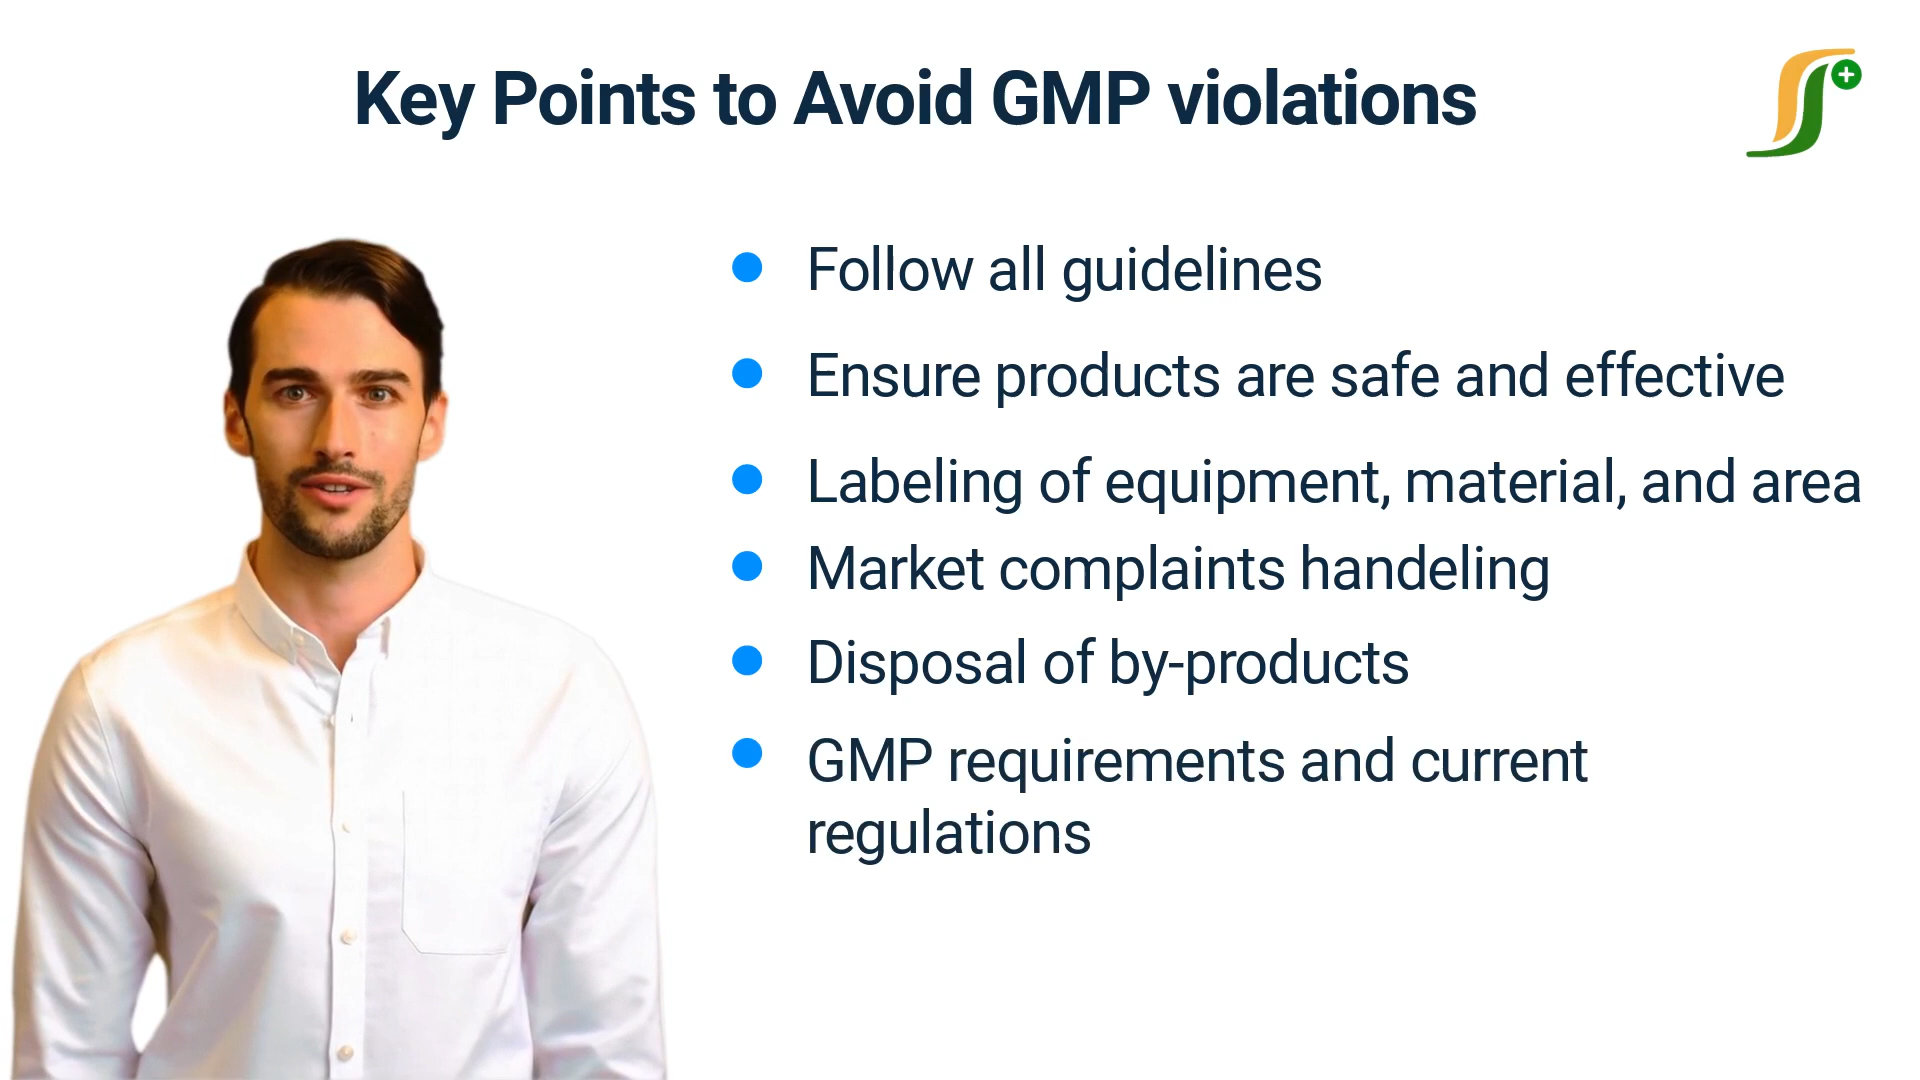 Key Points to Avoid GMP violations
Follow all guidelines
Ensure products are safe and effective
Labeling of equipment, material, and area
Market complaints handeling
Disposal of by-products
GMP requirements and current
regulations